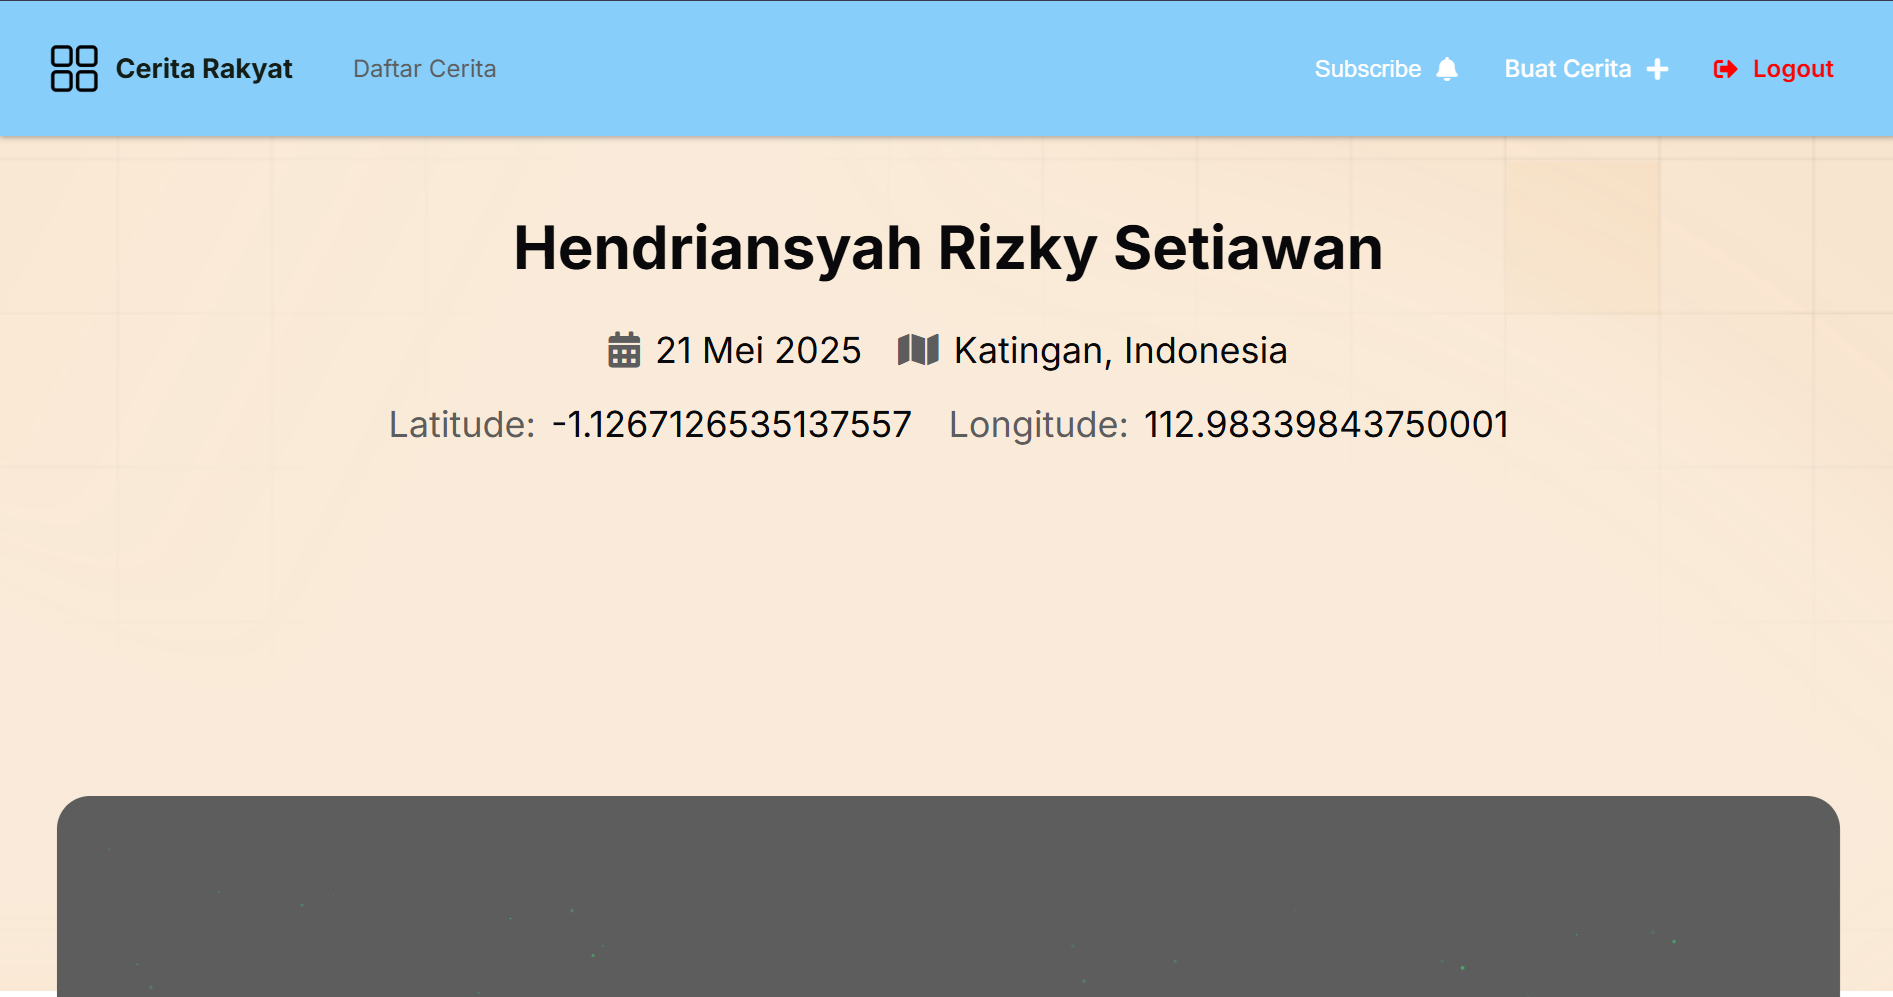 Cerita Rakyat Daftar Cerita Subscribe Buat Cerita Logout
Hendriansyah Rizky Setiawan
21 Mei 2025 Katingan, Indonesia
Latitude: -1.1267126535137557 Longitude: 112.98339843750001